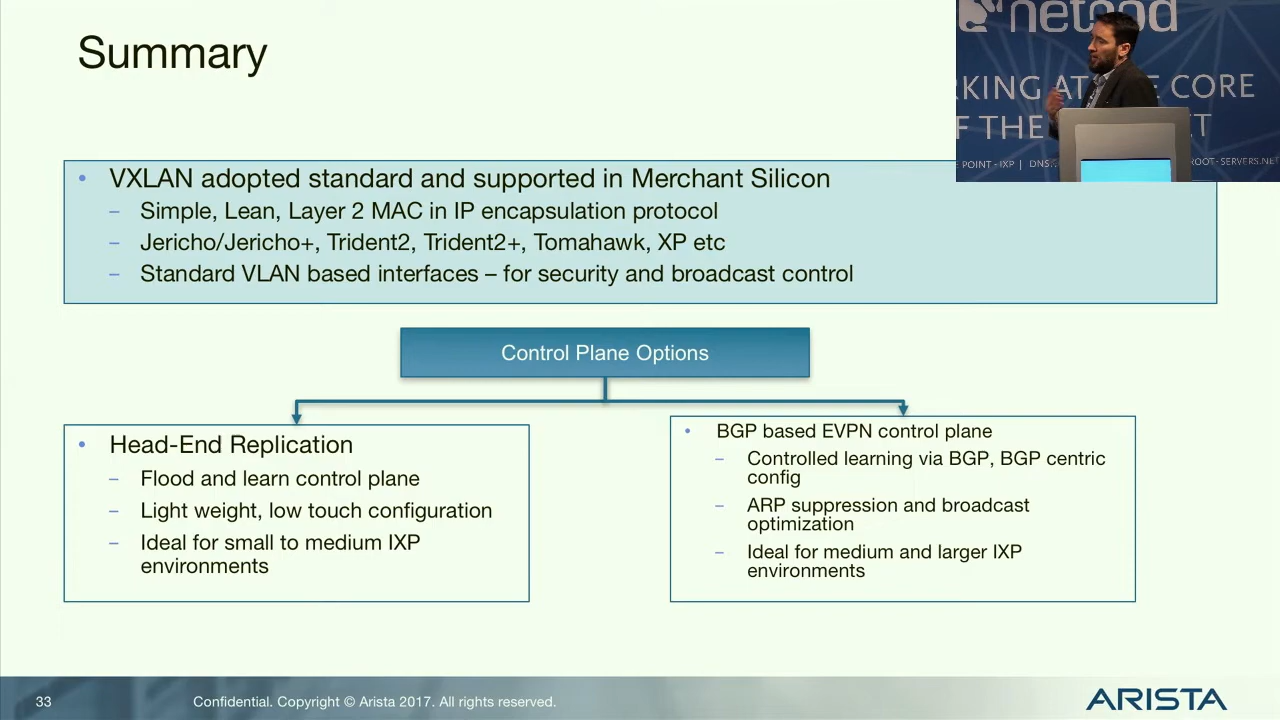 Summary
netnod
RKING AT E CORE
F THE ET
E POINT - IXP | DNS ROOT-SERVERS.NET
• VXLAN adopted standard and supported in Merchant Silicon
– Simple, Lean, Layer 2 MAC in IP encapsulation protocol
– Jericho/Jericho+, Trident2, Trident2+, Tomahawk, XP etc
– Standard VLAN based interfaces – for security and broadcast control
Control Plane Options
• Head-End Replication
– Flood and learn control plane
– Light weight, low touch configuration
– Ideal for small to medium IXP
environments
• BGP based EVPN control plane
– Controlled learning via BGP, BGP centric
config
– ARP suppression and broadcast
optimization
– Ideal for medium and larger IXP
environments
33
Confidential. Copyright © Arista 2017. All rights reserved.
ARISTA